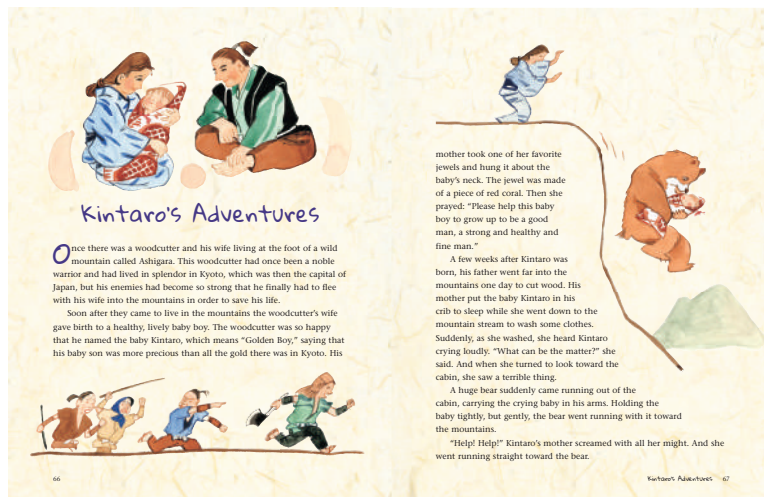 Kintaro's Adventures
Once there was a woodcutter and his wife living at the foot of a wild
mountain called Ashigara. This woodcutter had once been a noble
warrior and had lived in splendor in Kyoto, which was then the capital of
Japan, but his enemies had become so strong that he finally had to flee
with his wife into the mountains in order to save his life.
Soon after they came to live in the mountains the woodcutter's wife
gave birth to a healthy, lively baby boy. The woodcutter was so happy
that he named the baby Kintaro, which means “Golden Boy,” saying that
his baby son was more precious than all the gold there was in Kyoto. His
66
mother took one of her favorite
jewels and hung it about the
baby's neck. The jewel was made
of a piece of red coral. Then she
prayed: “Please help this baby
boy to grow up to be a good
man, a strong and healthy and
fine man.”
A few weeks after Kintaro was
born, his father went far into the
mountains one day to cut wood. His
mother put the baby Kintaro in his
crib to sleep while she went down to the
mountain stream to wash some clothes.
Suddenly, as she washed, she heard Kintaro
crying loudly. “What can be the matter?” she
said. And when she turned to look toward the
cabin, she saw a terrible thing.
A huge bear suddenly came running out of the
cabin, carrying the crying baby in his arms. Holding the
baby tightly, but gently, the bear went running with it toward
the mountains.
“Help! Help!” Kintaro's mother screamed with all her might. And she
went running straight toward the bear.
Kintaro's Adventures 67